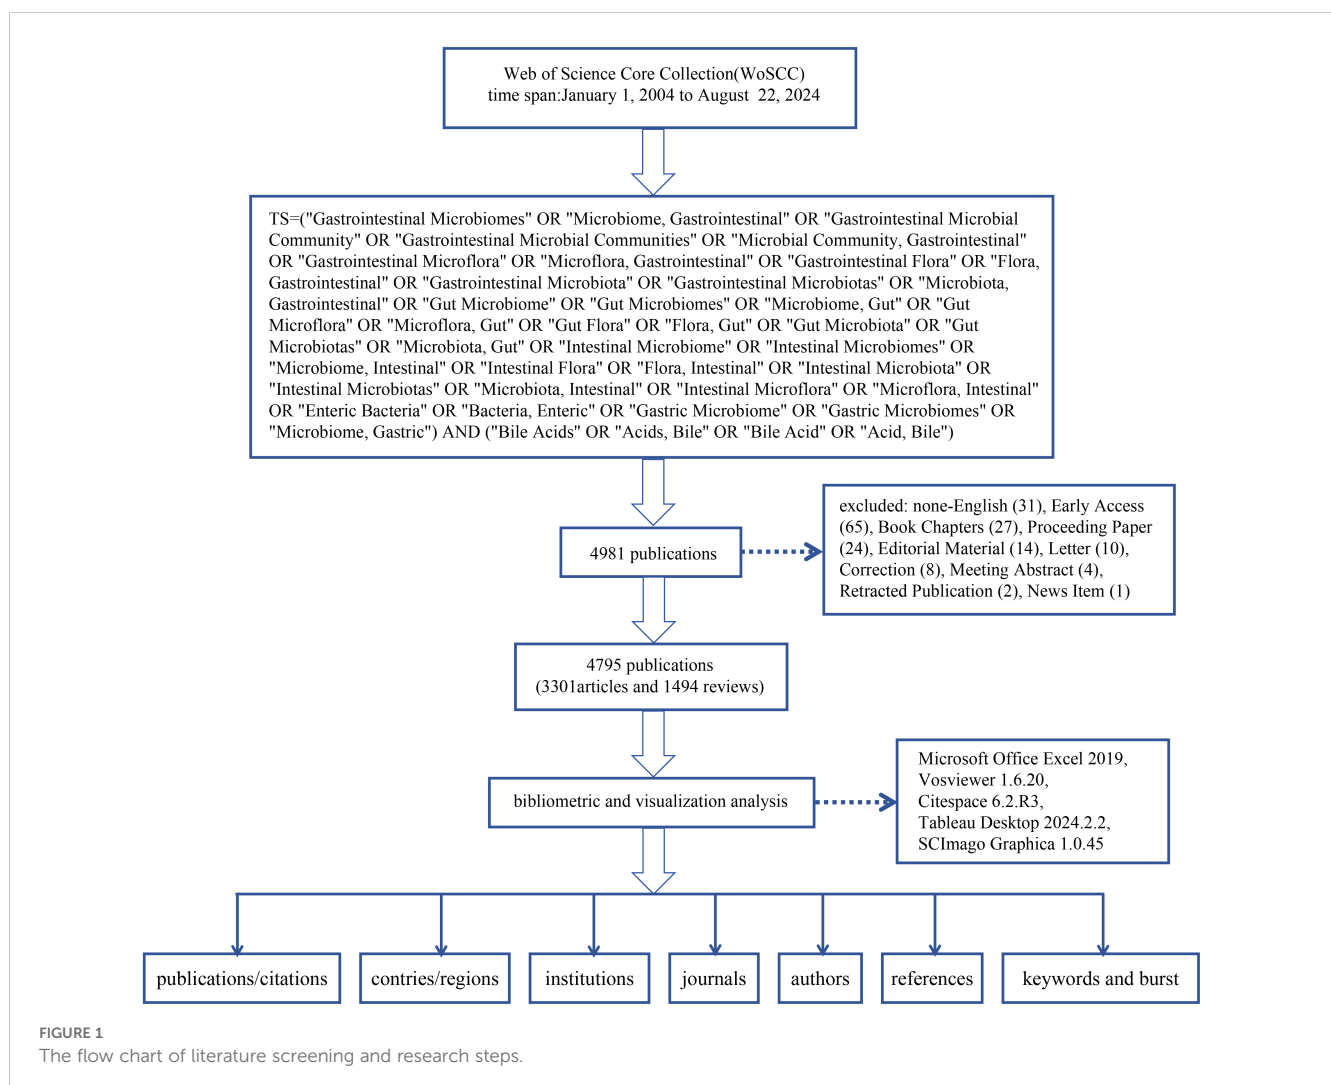 Web of Science Core Collection(WoSCC)
time span:January 1, 2004 to August 22, 2024
TS=("Gastrointestinal Microbiomes" OR "Microbiome, Gastrointestinal" OR "Gastrointestinal Microbial
Community" OR "Gastrointestinal Microbial Communities" OR "Microbial Community, Gastrointestinal"
OR "Gastrointestinal Microflora" OR "Microflora, Gastrointestinal" OR "Gastrointestinal Flora" OR "Flora,
Gastrointestinal" OR "Gastrointestinal Microbiota" OR "Gastrointestinal Microbiotas" OR "Microbiota,
Gastrointestinal" OR "Gut Microbiome" OR "Gut Microbiomes" OR "Microbiome, Gut" OR "Gut
Microflora" OR "Microflora, Gut" OR "Gut Flora" OR "Flora, Gut" OR "Gut Microbiota" OR "Gut
Microbiotas" OR "Microbiota, Gut" OR "Intestinal Microbiome" OR "Intestinal Microbiomes" OR
"Microbiome, Intestinal" OR "Intestinal Flora" OR "Flora, Intestinal" OR "Intestinal Microbiota" OR
"Intestinal Microbiotas" OR "Microbiota, Intestinal" OR "Intestinal Microflora" OR "Microflora, Intestinal"
OR "Enteric Bacteria" OR "Bacteria, Enteric" OR "Gastric Microbiome" OR "Gastric Microbiomes" OR
"Microbiome, Gastric") AND ("Bile Acids" OR "Acids, Bile" OR "Bile Acid" OR "Acid, Bile")
4981 publications
excluded: none-English (31), Early Access
(65), Book Chapters (27), Proceeding Paper
(24), Editorial Material (14), Letter (10),
Correction (8), Meeting Abstract (4),
Retracted Publication (2), News Item (1)
4795 publications
(3301articles and 1494 reviews)
bibliometric and visualization analysis
Microsoft Office Excel 2019,
Vosviewer 1.6.20,
Citespace 6.2.R3,
Tableau Desktop 2024.2.2,
SCImago Graphica 1.0.45
publications/citations
contries/regions
institutions
journals
authors
references
keywords and burst
FIGURE 1
The flow chart of literature screening and research steps.